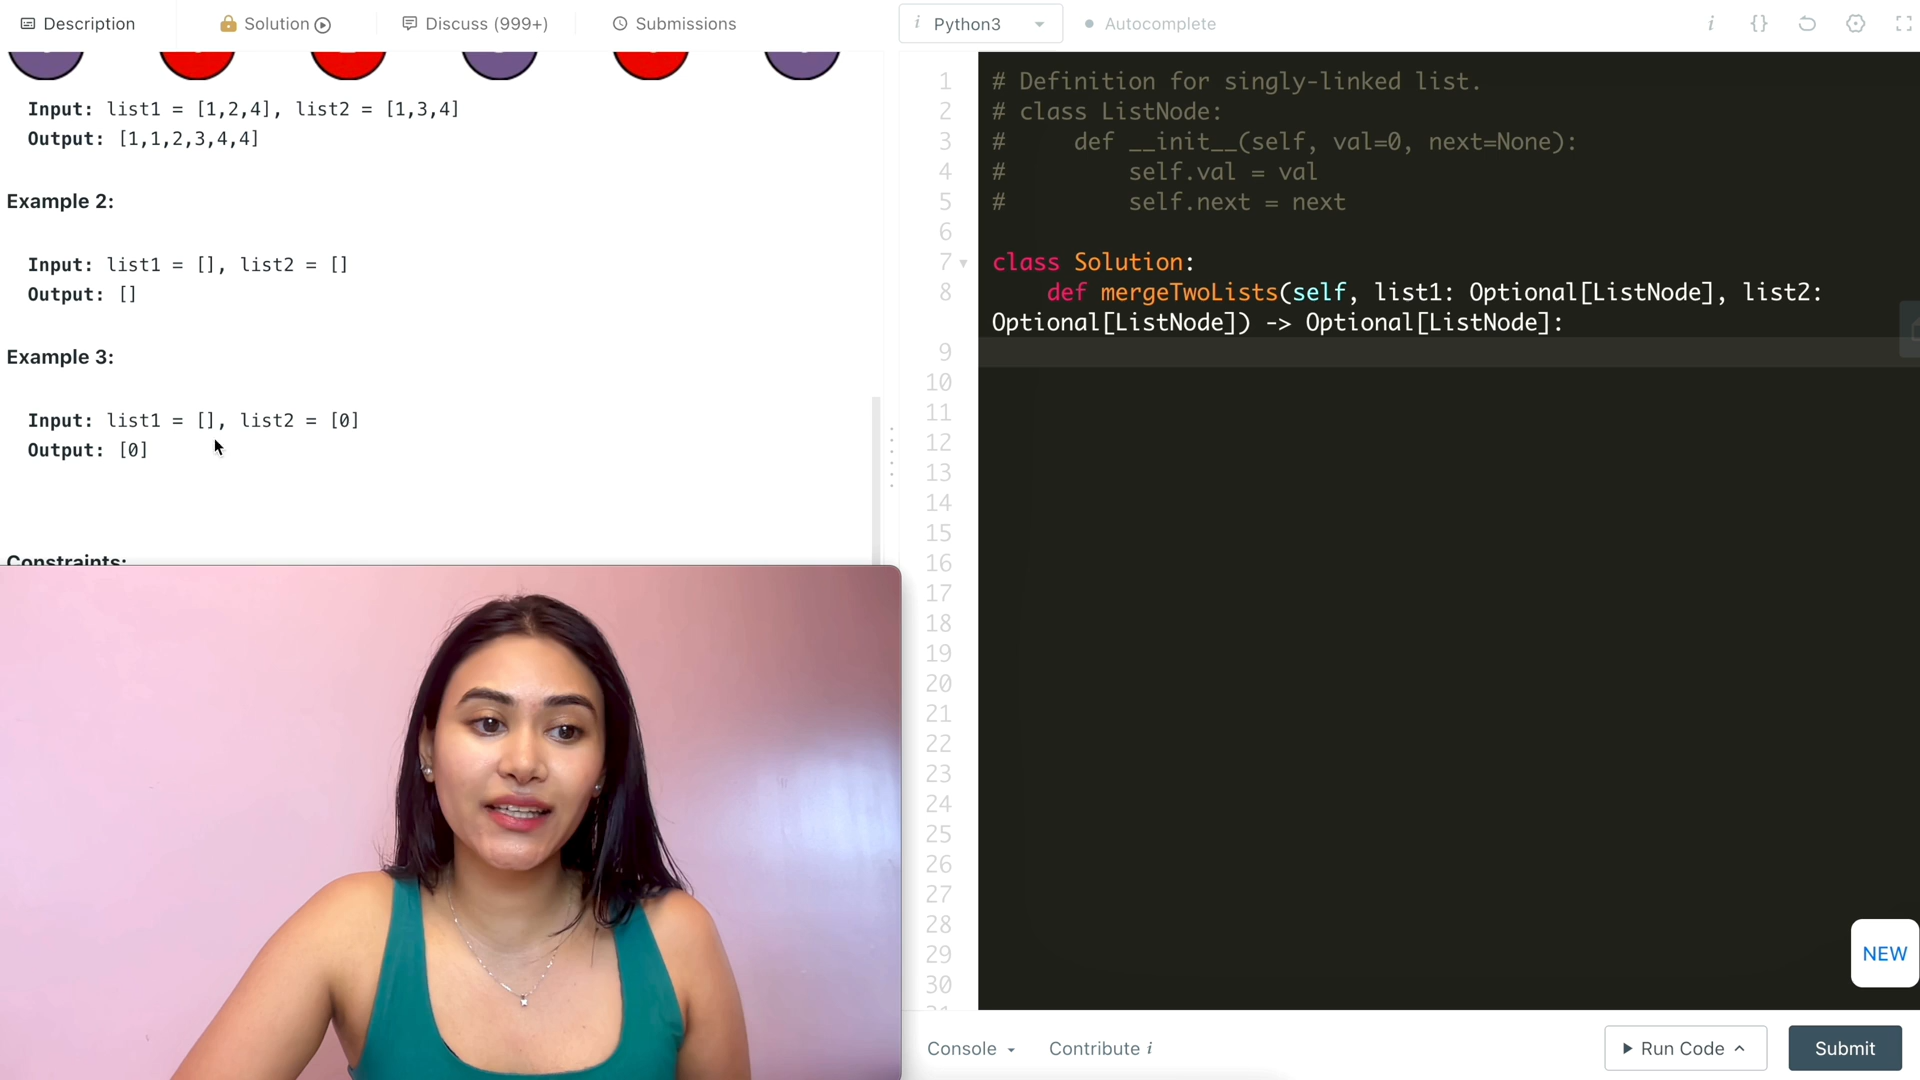 Description
Solution
Discuss (999+)
Submissions
i Python3
Autocomplete
i {}
Input: list1 = [1,2,4], list2 = [1,3,4]
Output: [1,1,2,3,4,4]
Example 2:
Input: list1 = [], list2 = []
Output: []
Example 3:
Input: list1 = [], list2 = [0]
Output: [0]
Constraints:
1 # Definition for singly-linked list.
2 # class ListNode:
3 #     def __init__(self, val=0, next=None):
4 #         self.val = val
5 #         self.next = next
6
7 class Solution:
8     def mergeTwoLists(self, list1: Optional[ListNode], list2:
Optional[ListNode]) -> Optional[ListNode]:
9
10
11
12
13
14
15
16
17
18
19
20
21
22
23
24
25
26
27
28
29
30
31
NEW
Console
Contribute i
Run Code
Submit